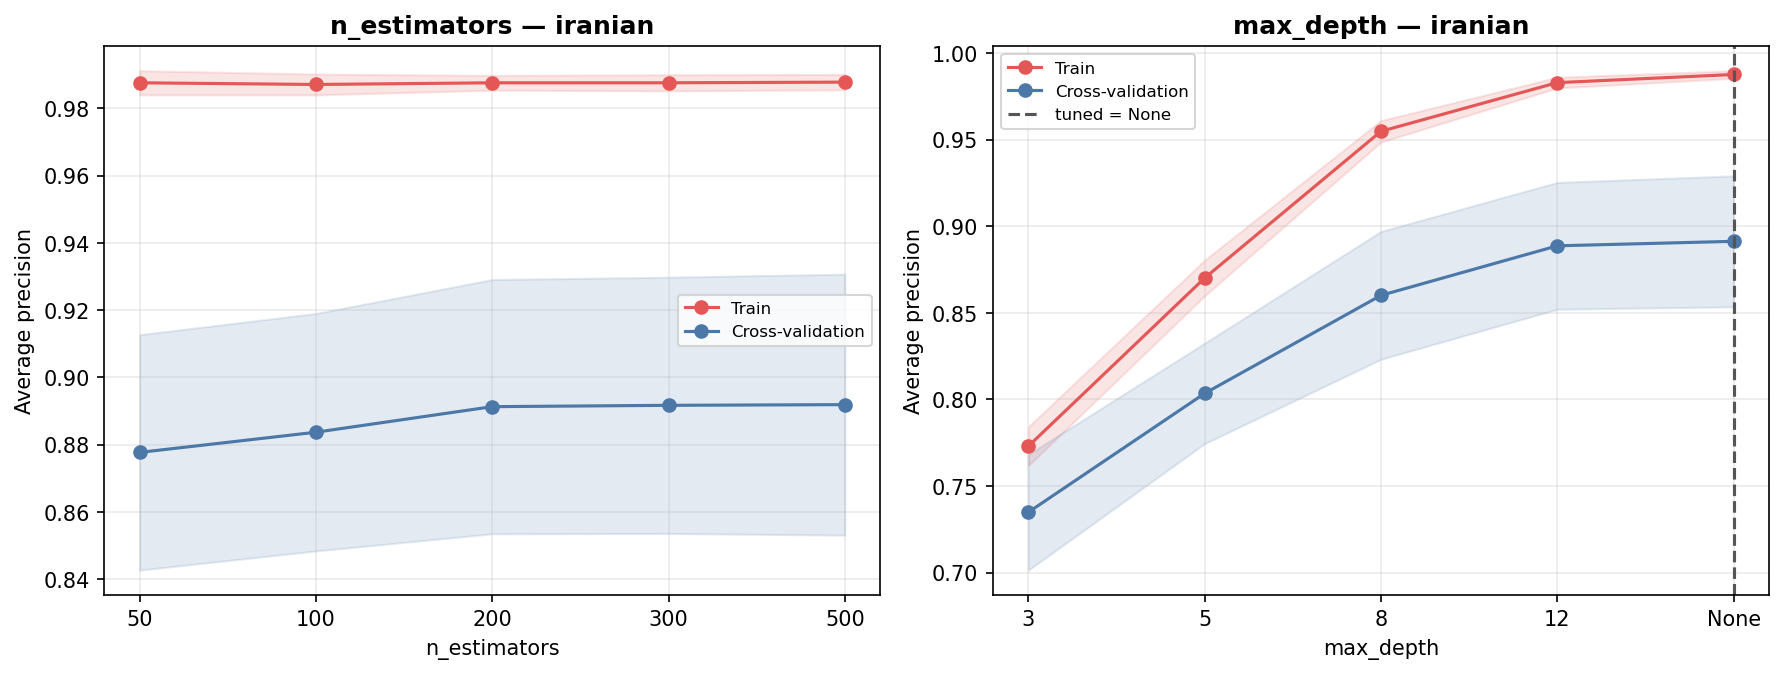 n_estimators — iranian
Average precision
0.98
0.96
0.94
0.92
0.90
0.88
0.86
0.84
Train
Cross-validation
50 100 200 300 500
n_estimators
max_depth — iranian
Average precision
1.00
0.95
0.90
0.85
0.80
0.75
0.70
Train
Cross-validation
tuned = None
3 5 8 12 None
max_depth